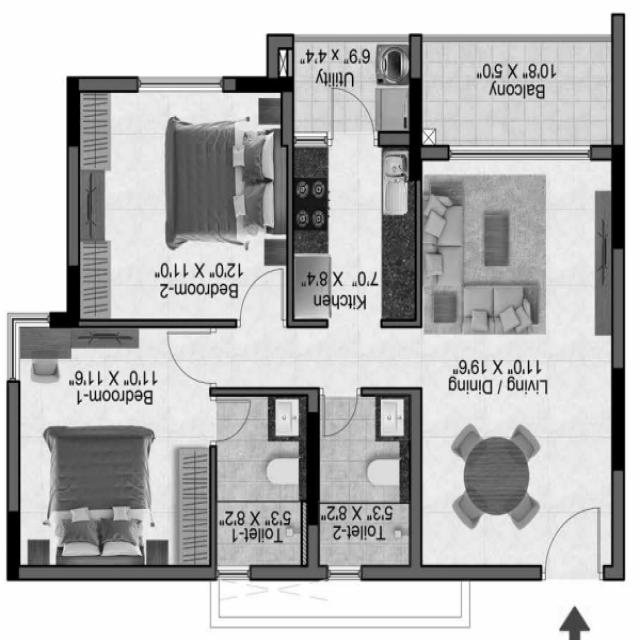 Toilet-2
5'3" X 8'2"
Toilet-1
5'3" X 8'2"
Living / Dining
11'0" X 19'6"
Bedroom-1
11'0" X 11'6"
Kitchen
7'0" X 8'4"
Bedroom-2
12'0" X 11'0"
Balcony
10'8" X 5'0"
Utility
6'9" x 4'4"